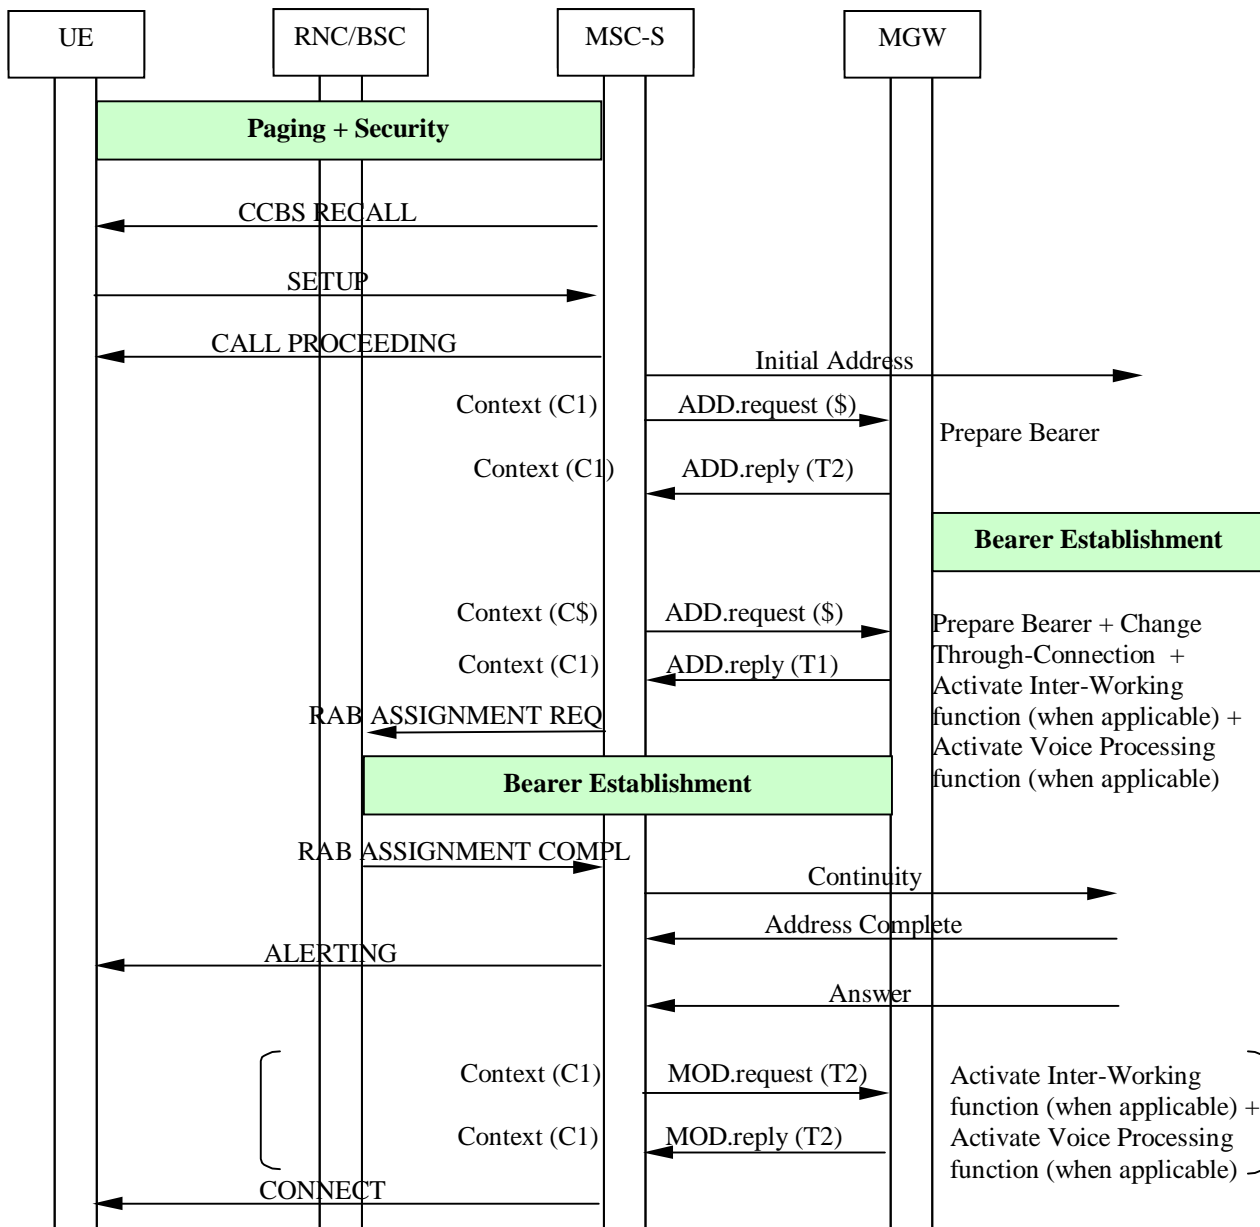 UE
RNC/BSC
MSC-S
MGW
Paging + Security
CCBS RECALL
SETUP
CALL PROCEEDING
Initial Address
Context (C1)
ADD.request ($)
Prepare Bearer
Context (C1)
ADD.reply (T2)
Bearer Establishment
Context (C$)
ADD.request ($)
Prepare Bearer + Change
Through-Connection +
Activate Inter-Working
function (when applicable) +
Activate Voice Processing
function (when applicable)
Context (C1)
ADD.reply (T1)
RAB ASSIGNMENT REQ
Bearer Establishment
RAB ASSIGNMENT COMPL
Continuity
Address Complete
ALERTING
Answer
Context (C1)
MOD.request (T2)
Activate Inter-Working
function (when applicable) +
Activate Voice Processing
function (when applicable)
Context (C1)
MOD.reply (T2)
CONNECT